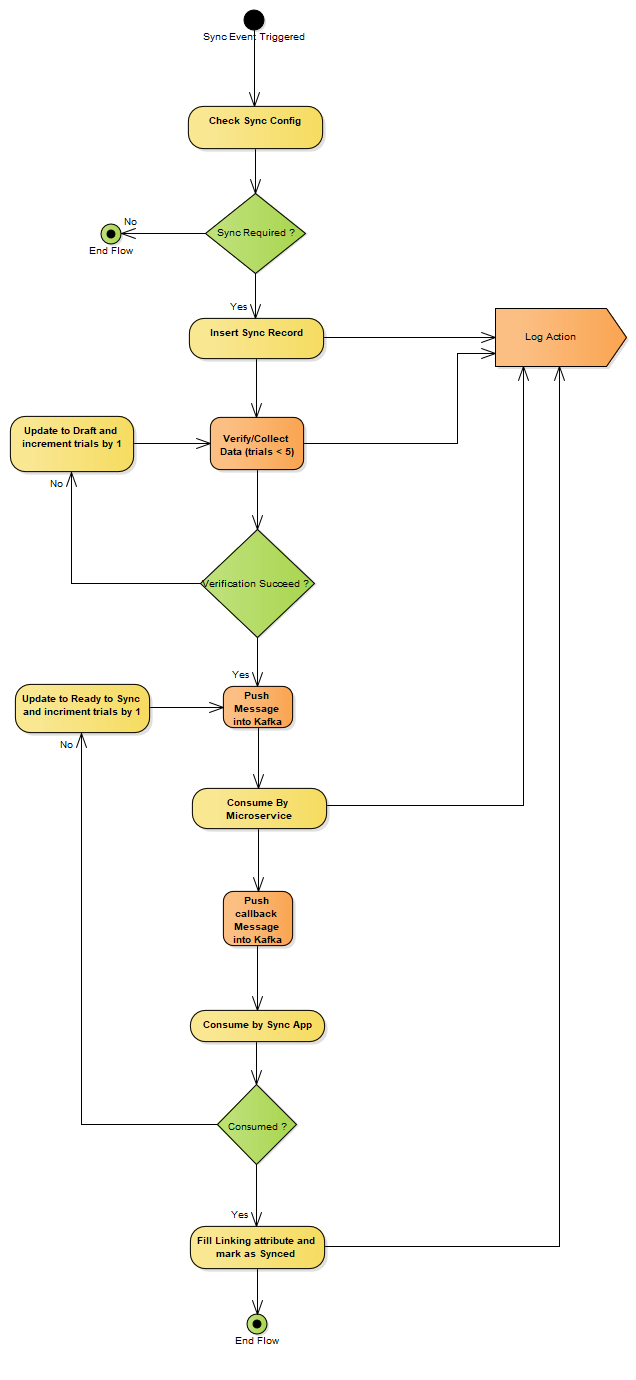 Sync Event Triggered
Check Sync Config
No
Sync Required ?
End Flow
Yes
Insert Sync Record
Log Action
Update to Draft and
increment trials by 1
Verify/Collect
Data (trials < 5)
No
Verification Succeed ?
Yes
Update to Ready to Sync
and incriment trials by 1
Push
Message
into Kafka
No
Consume By
Microservice
Push
callback
Message
into Kafka
Consume by Sync App
Consumed ?
Yes
Fill Linking attribute and
mark as Synced
End Flow